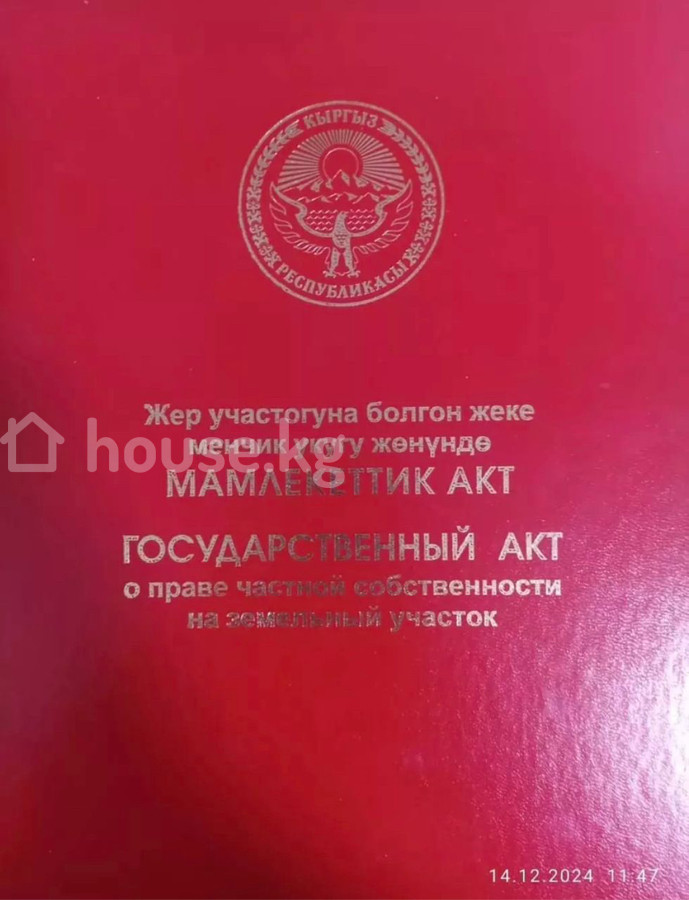 КЫРГЫЗ
РЕСПУБЛИКАСЫ
Жер участогуна болгон жеке
менчик укугу жөнүндө
house.kg
МАМЛЕКЕТТИК АКТ
ГОСУДАРСТВЕННЫЙ АКТ
о праве частной собственности
на земельный участок
14.12.2024 11:47